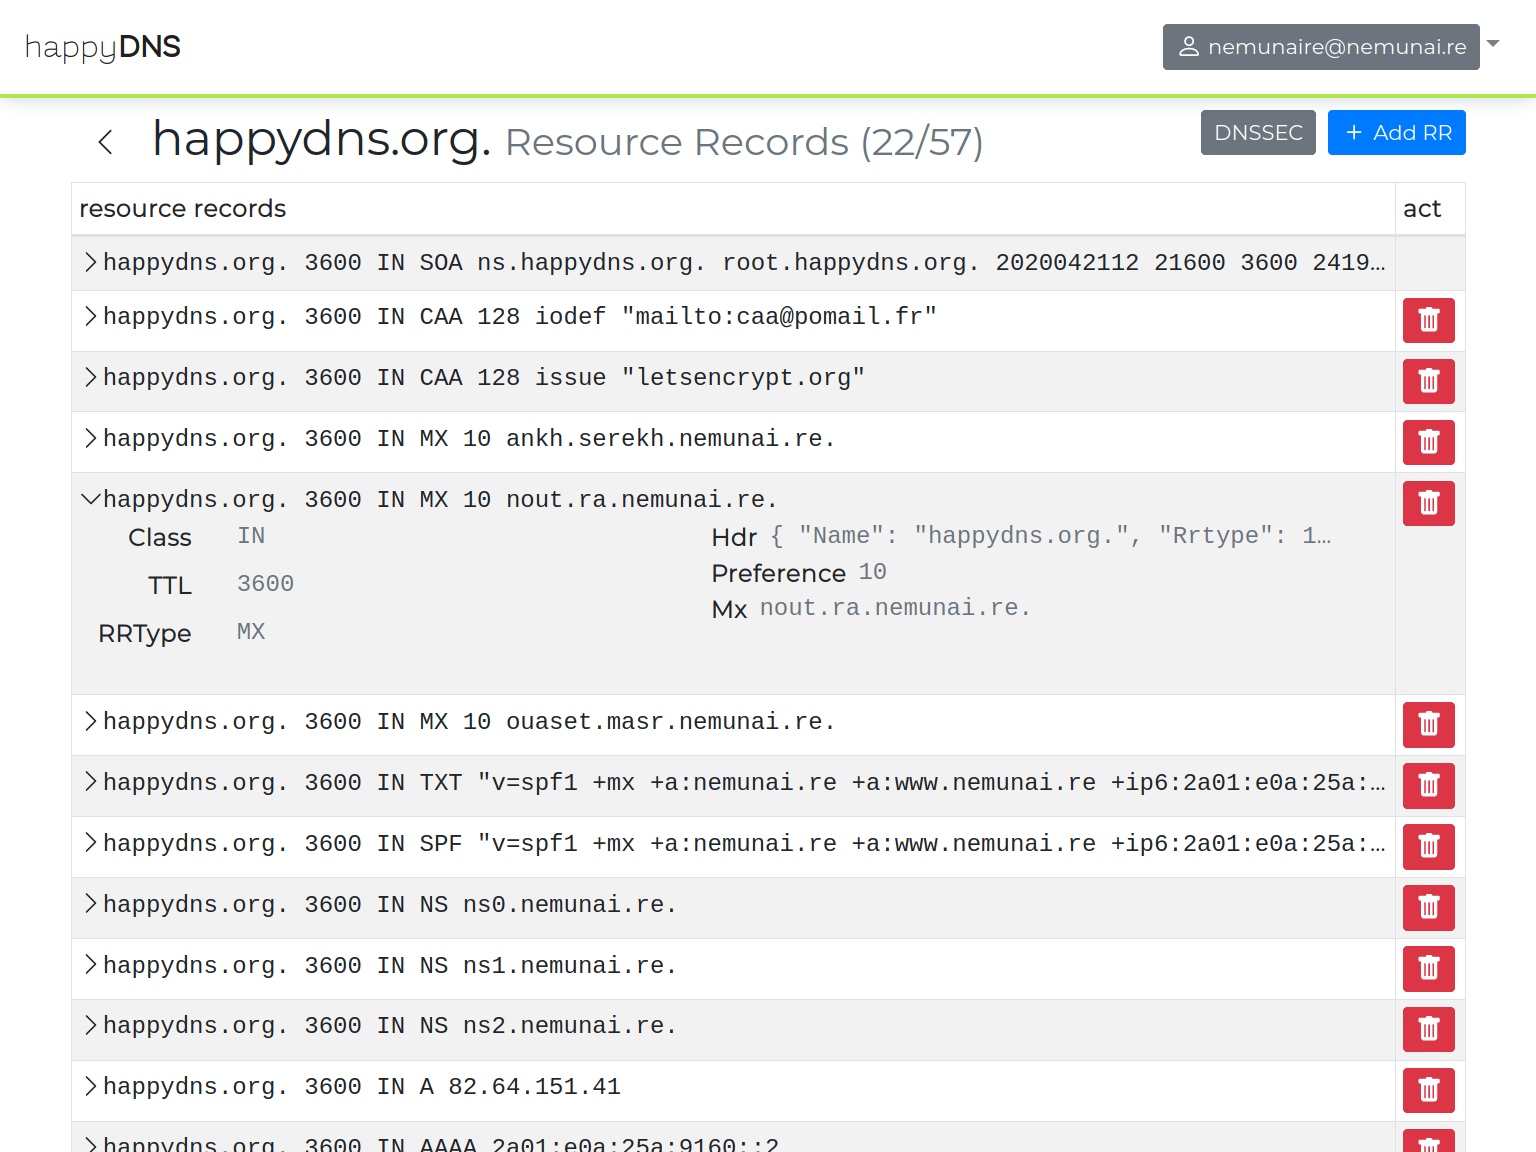 happyDNS
nemunaire@nemunai.re
happydns.org. Resource Records (22/57)
DNSSEC
+ Add RR
resource records
act
happydns.org. 3600 IN SOA ns.happydns.org. root.happydns.org. 2020042112 21600 3600 2419…
happydns.org. 3600 IN CAA 128 iodef "mailto:caa@pomail.fr"
happydns.org. 3600 IN CAA 128 issue "letsencrypt.org"
happydns.org. 3600 IN MX 10 ankh.serekh.nemunai.re.
happydns.org. 3600 IN MX 10 nout.ra.nemunai.re.
Class IN
TTL 3600
RRType MX
Hdr { "Name": "happydns.org.", "Rrtype": 1…
Preference 10
Mx nout.ra.nemunai.re.
happydns.org. 3600 IN MX 10 ouaset.masr.nemunai.re.
happydns.org. 3600 IN TXT "v=spf1 +mx +a:nemunai.re +a:www.nemunai.re +ip6:2a01:e0a:25a:…
happydns.org. 3600 IN SPF "v=spf1 +mx +a:nemunai.re +a:www.nemunai.re +ip6:2a01:e0a:25a:…
happydns.org. 3600 IN NS ns0.nemunai.re.
happydns.org. 3600 IN NS ns1.nemunai.re.
happydns.org. 3600 IN NS ns2.nemunai.re.
happydns.org. 3600 IN A 82.64.151.41
happydns.org. 3600 IN AAAA 2a01:e0a:25a:9160::2